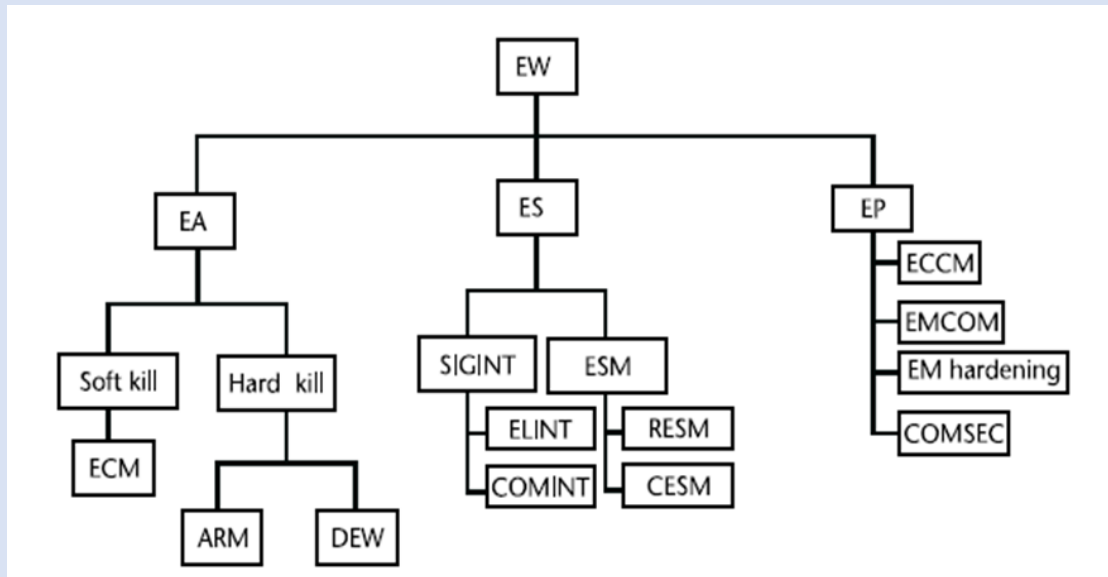 EW
EA
ES
EP
ECCM
EMCOM
EM hardening
COMSEC
SIGINT
ESM
ELINT
RESM
COMINT
CESM
Soft kill
Hard kill
ECM
ARM
DEW